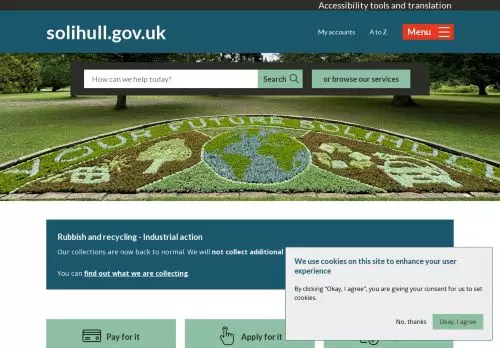 Accessibility tools and translation
solihull.gov.uk
My accounts
A to Z
Menu
How can we help today?
Search
or browse our services
YOUR FUTURE SOLIHULL
Rubbish and recycling - Industrial action
Our collections are now back to normal. We will not collect additional
You can find out what we are collecting.
We use cookies on this site to enhance your user
experience
By clicking "Okay, I agree", you are giving your consent for us to set
cookies.
No, thanks
Okay, I agree
Pay for it
Apply for it